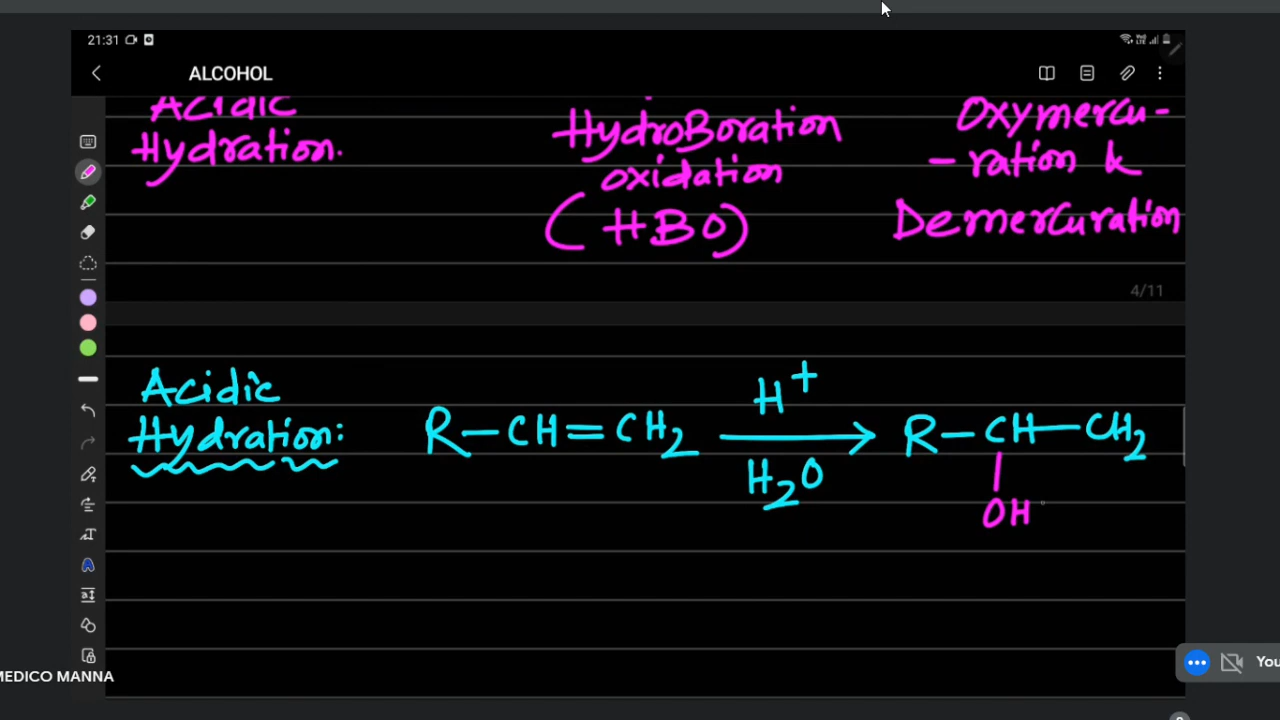 21:31
ALCOHOL
Acidic
Hydration.
HydroBoration
oxidation
(HBO)
Oxymercu-
-ration &
Demercuration
4/11
Acidic
Hydration:
R-CH=CH2
H+
H2O
R-CH-CH2
OH
MEDICO MANNA
You